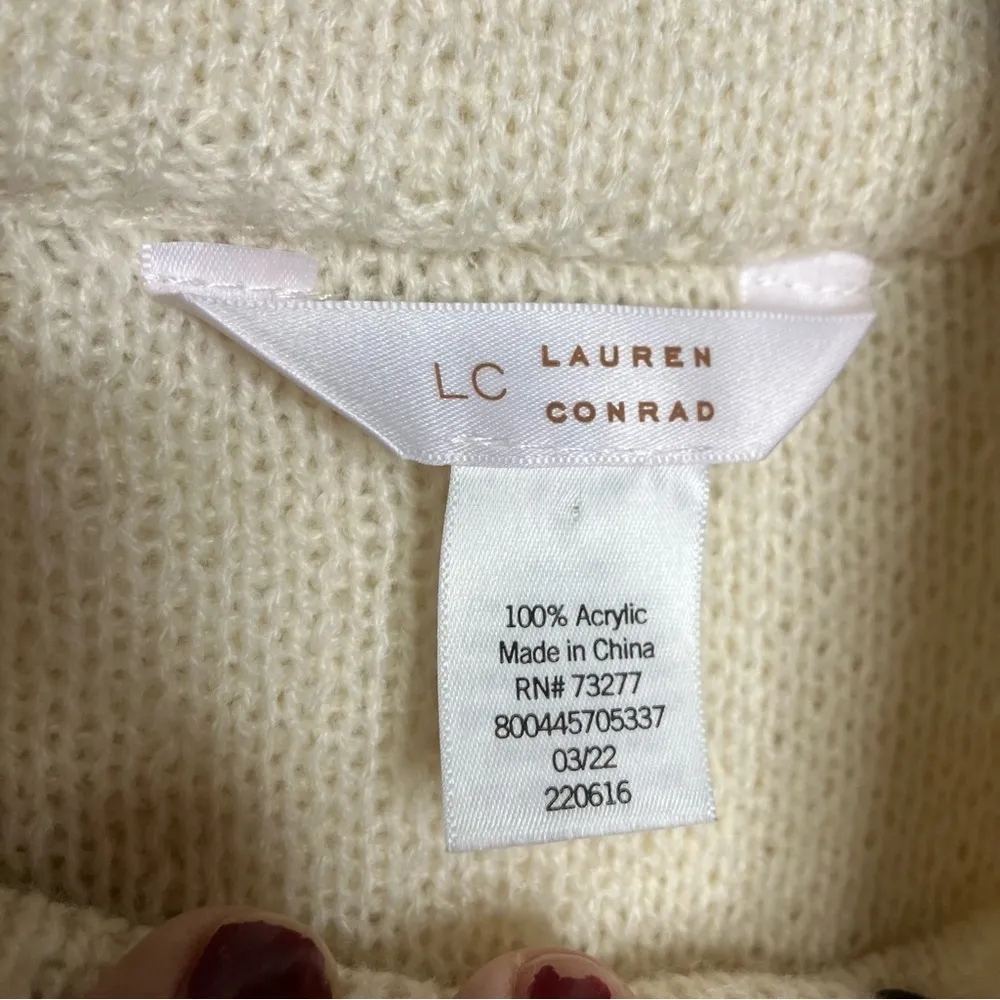 LC LAUREN
CONRAD
100% Acrylic
Made in China
RN# 73277
800445705337
03/22
220616